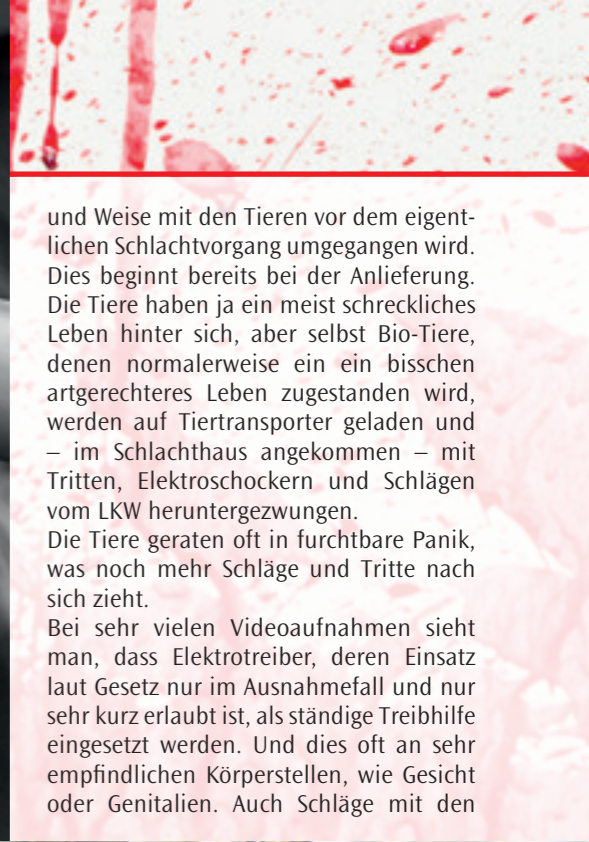 und Weise mit den Tieren vor dem eigent-
lichen Schlachtvorgang umgegangen wird.
Dies beginnt bereits bei der Anlieferung.
Die Tiere haben ja ein meist schreckliches
Leben hinter sich, aber selbst Bio-Tiere,
denen normalerweise ein ein bisschen
artgerechteres Leben zugestanden wird,
werden auf Tiertransporter geladen und
– im Schlachthaus angekommen – mit
Tritten, Elektroschockern und Schlägen
vom LKW heruntergezwungen.
Die Tiere geraten oft in furchtbare Panik,
was noch mehr Schläge und Tritte nach
sich zieht.
Bei sehr vielen Videoaufnahmen sieht
man, dass Elektrotreiber, deren Einsatz
laut Gesetz nur im Ausnahmefall und nur
sehr kurz erlaubt ist, als ständige Treibhilfe
eingesetzt werden. Und dies oft an sehr
empfindlichen Körperstellen, wie Gesicht
oder Genitalien. Auch Schläge mit den